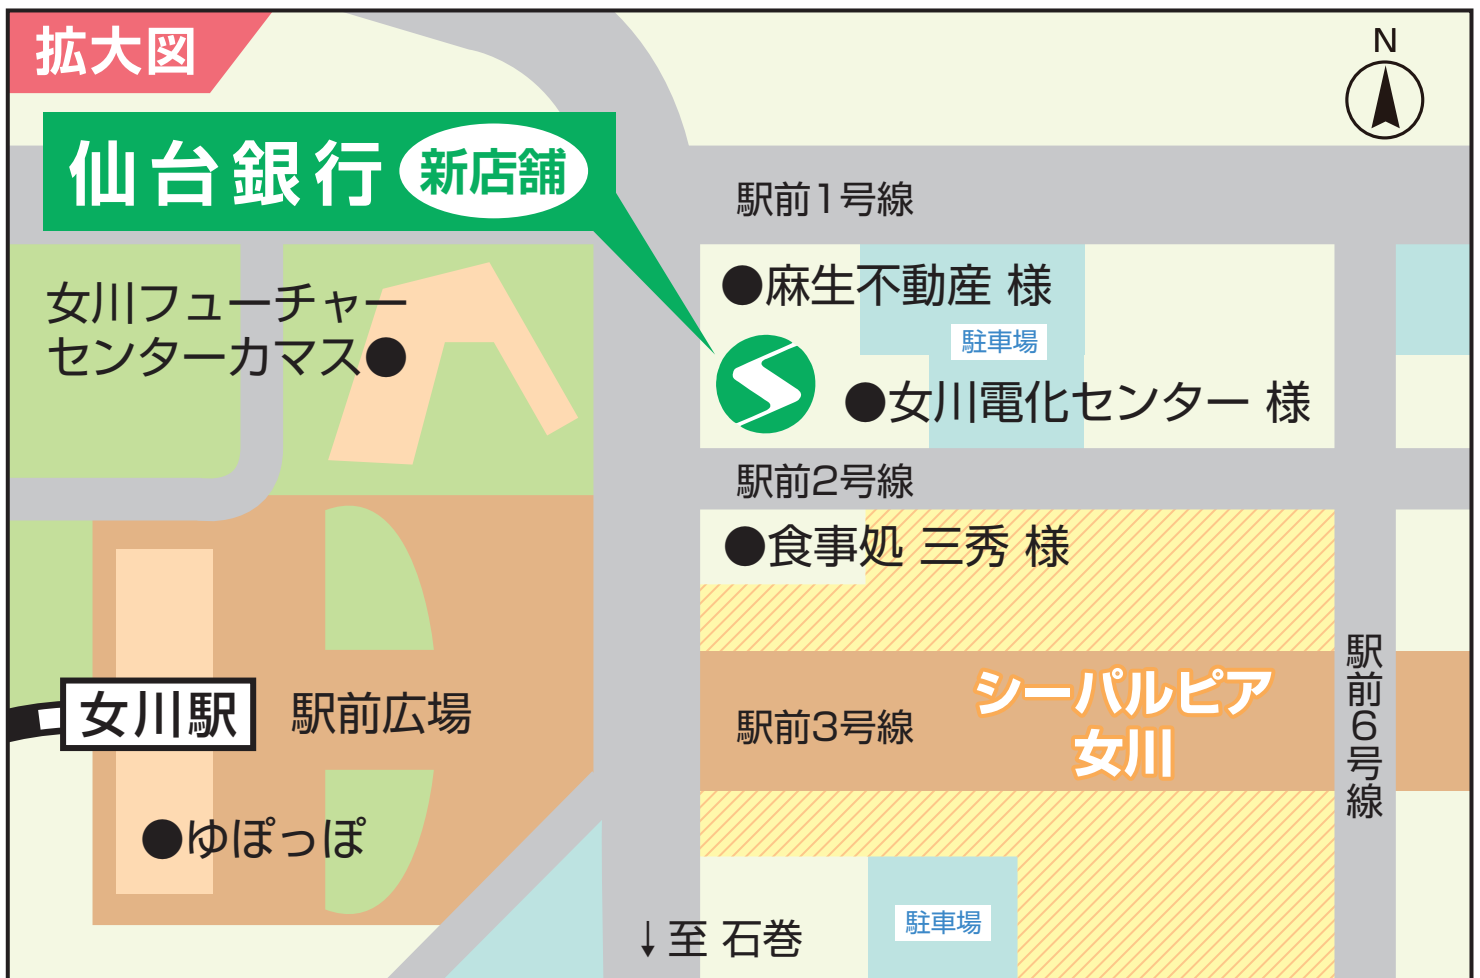 拡大図
N
仙台銀行 新店舗
駅前1号線
●麻生不動産 様
女川フューチャー
センターカマス●
駐車場
●女川電化センター 様
駅前2号線
●食事処 三秀 様
シーパルピア
女川
駅前3号線
駅前6号線
女川駅
駅前広場
●ゆぽっぽ
駐車場
↓至 石巻